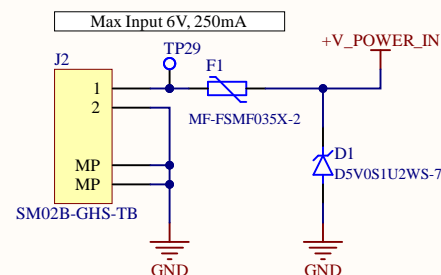 Max Input 6V, 250mA
TP29
+V_POWER_IN
J2
F1
1
2
MF-FSMF035X-2
MP
MP
D1
D5V0S1U2WS-7
SM02B-GHS-TB
GND
GND